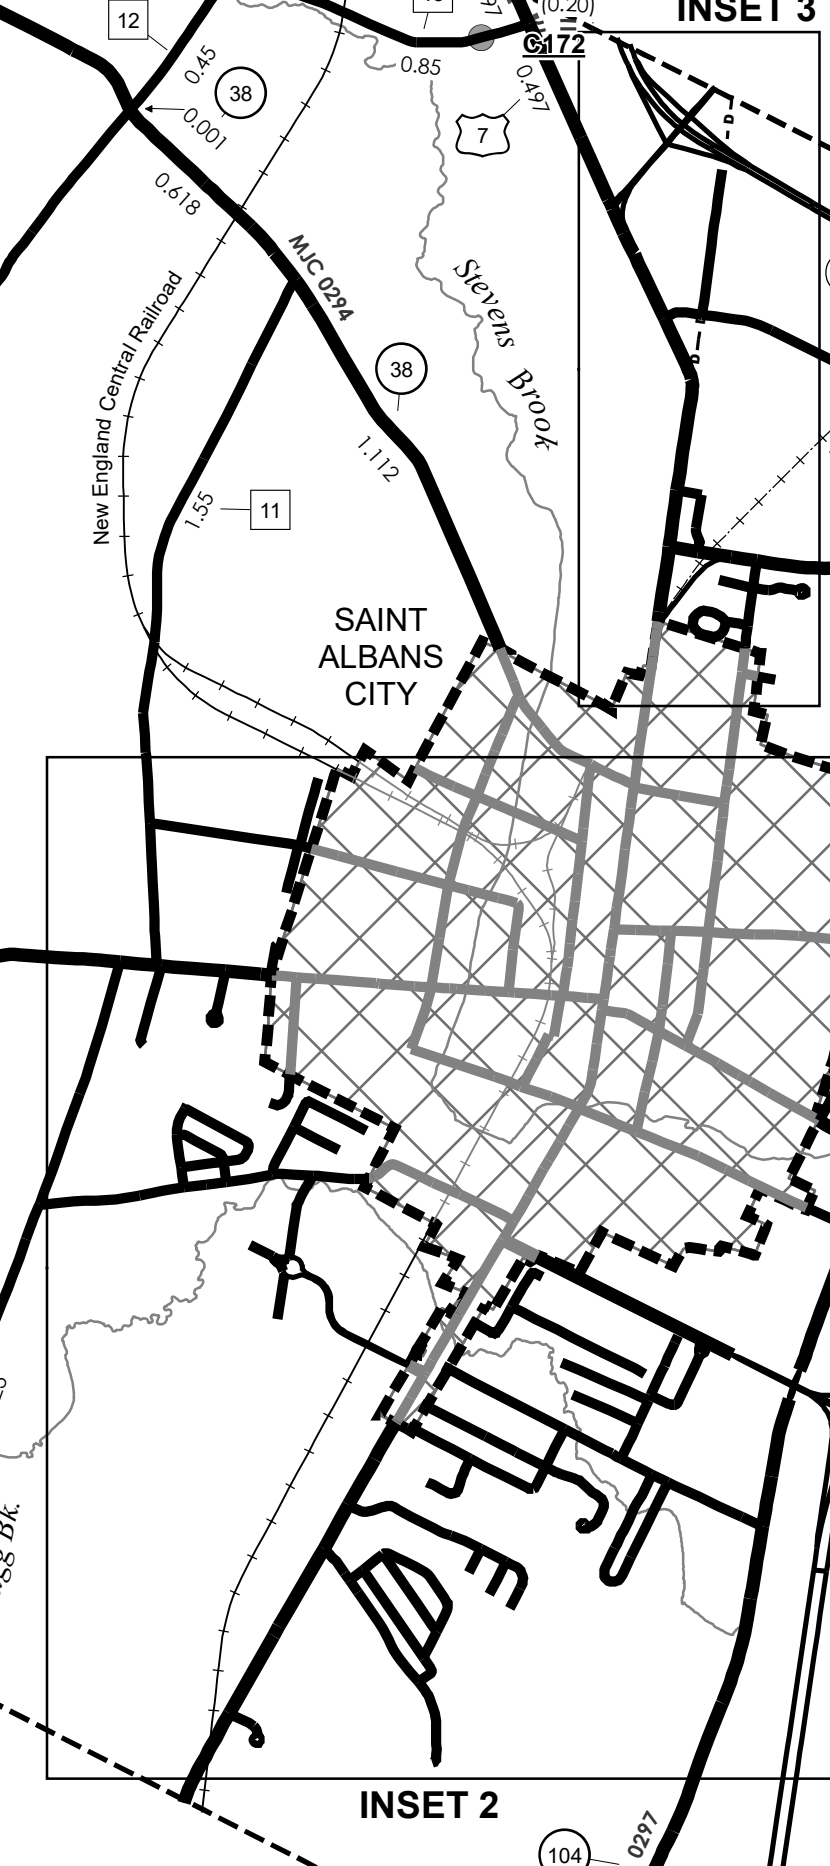 (0.20)
INSET 3
12
C172
0.45
0.85
38
0.497
0.001
7
0.618
MJC 0294
Stevens
Brook
New England Central Railroad
38
1.112
1.55
11
SAINT
ALBANS
CITY
Bk.
INSET 2
0297
104